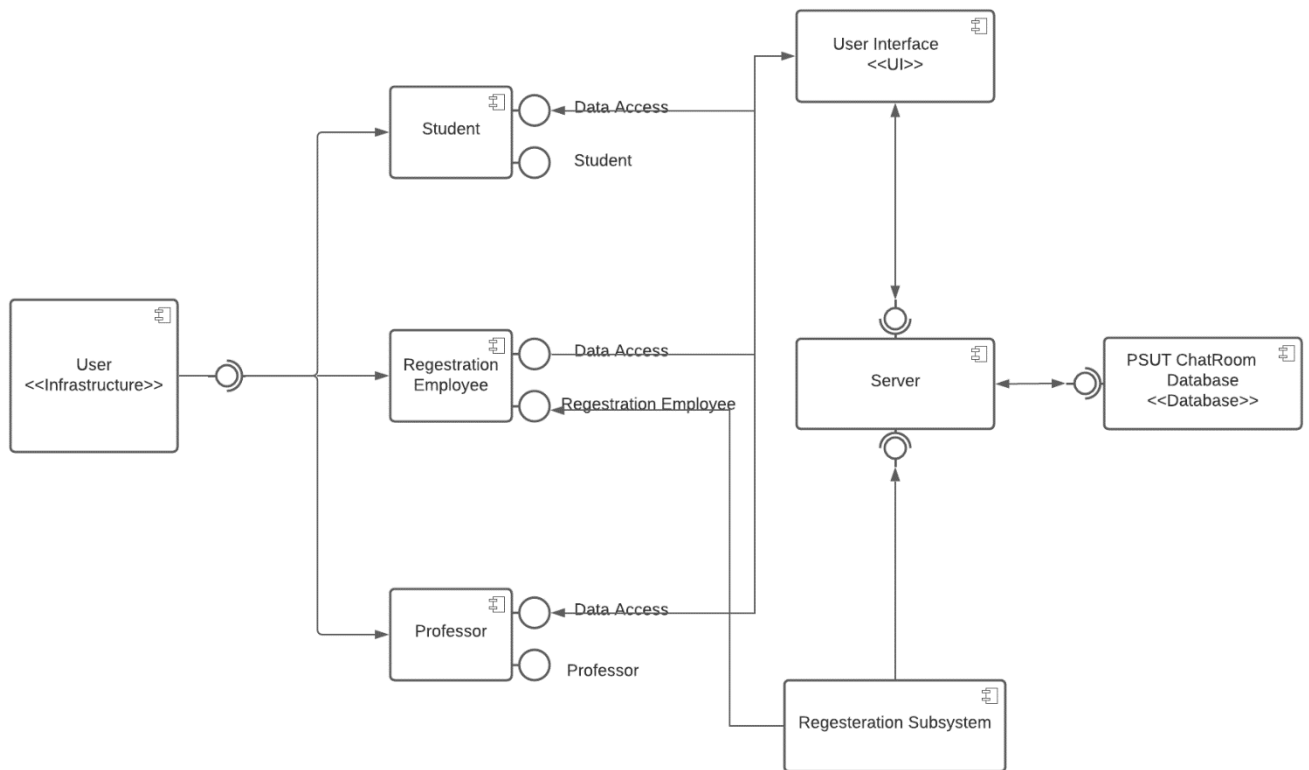 User Interface
<<UI>>
Student
Data Access
Student
User
<<Infrastructure>>
Regestration
Employee
Data Access
Regestration Employee
Server
PSUT ChatRoom
Database
<<Database>>
Professor
Data Access
Professor
Regesteration Subsystem